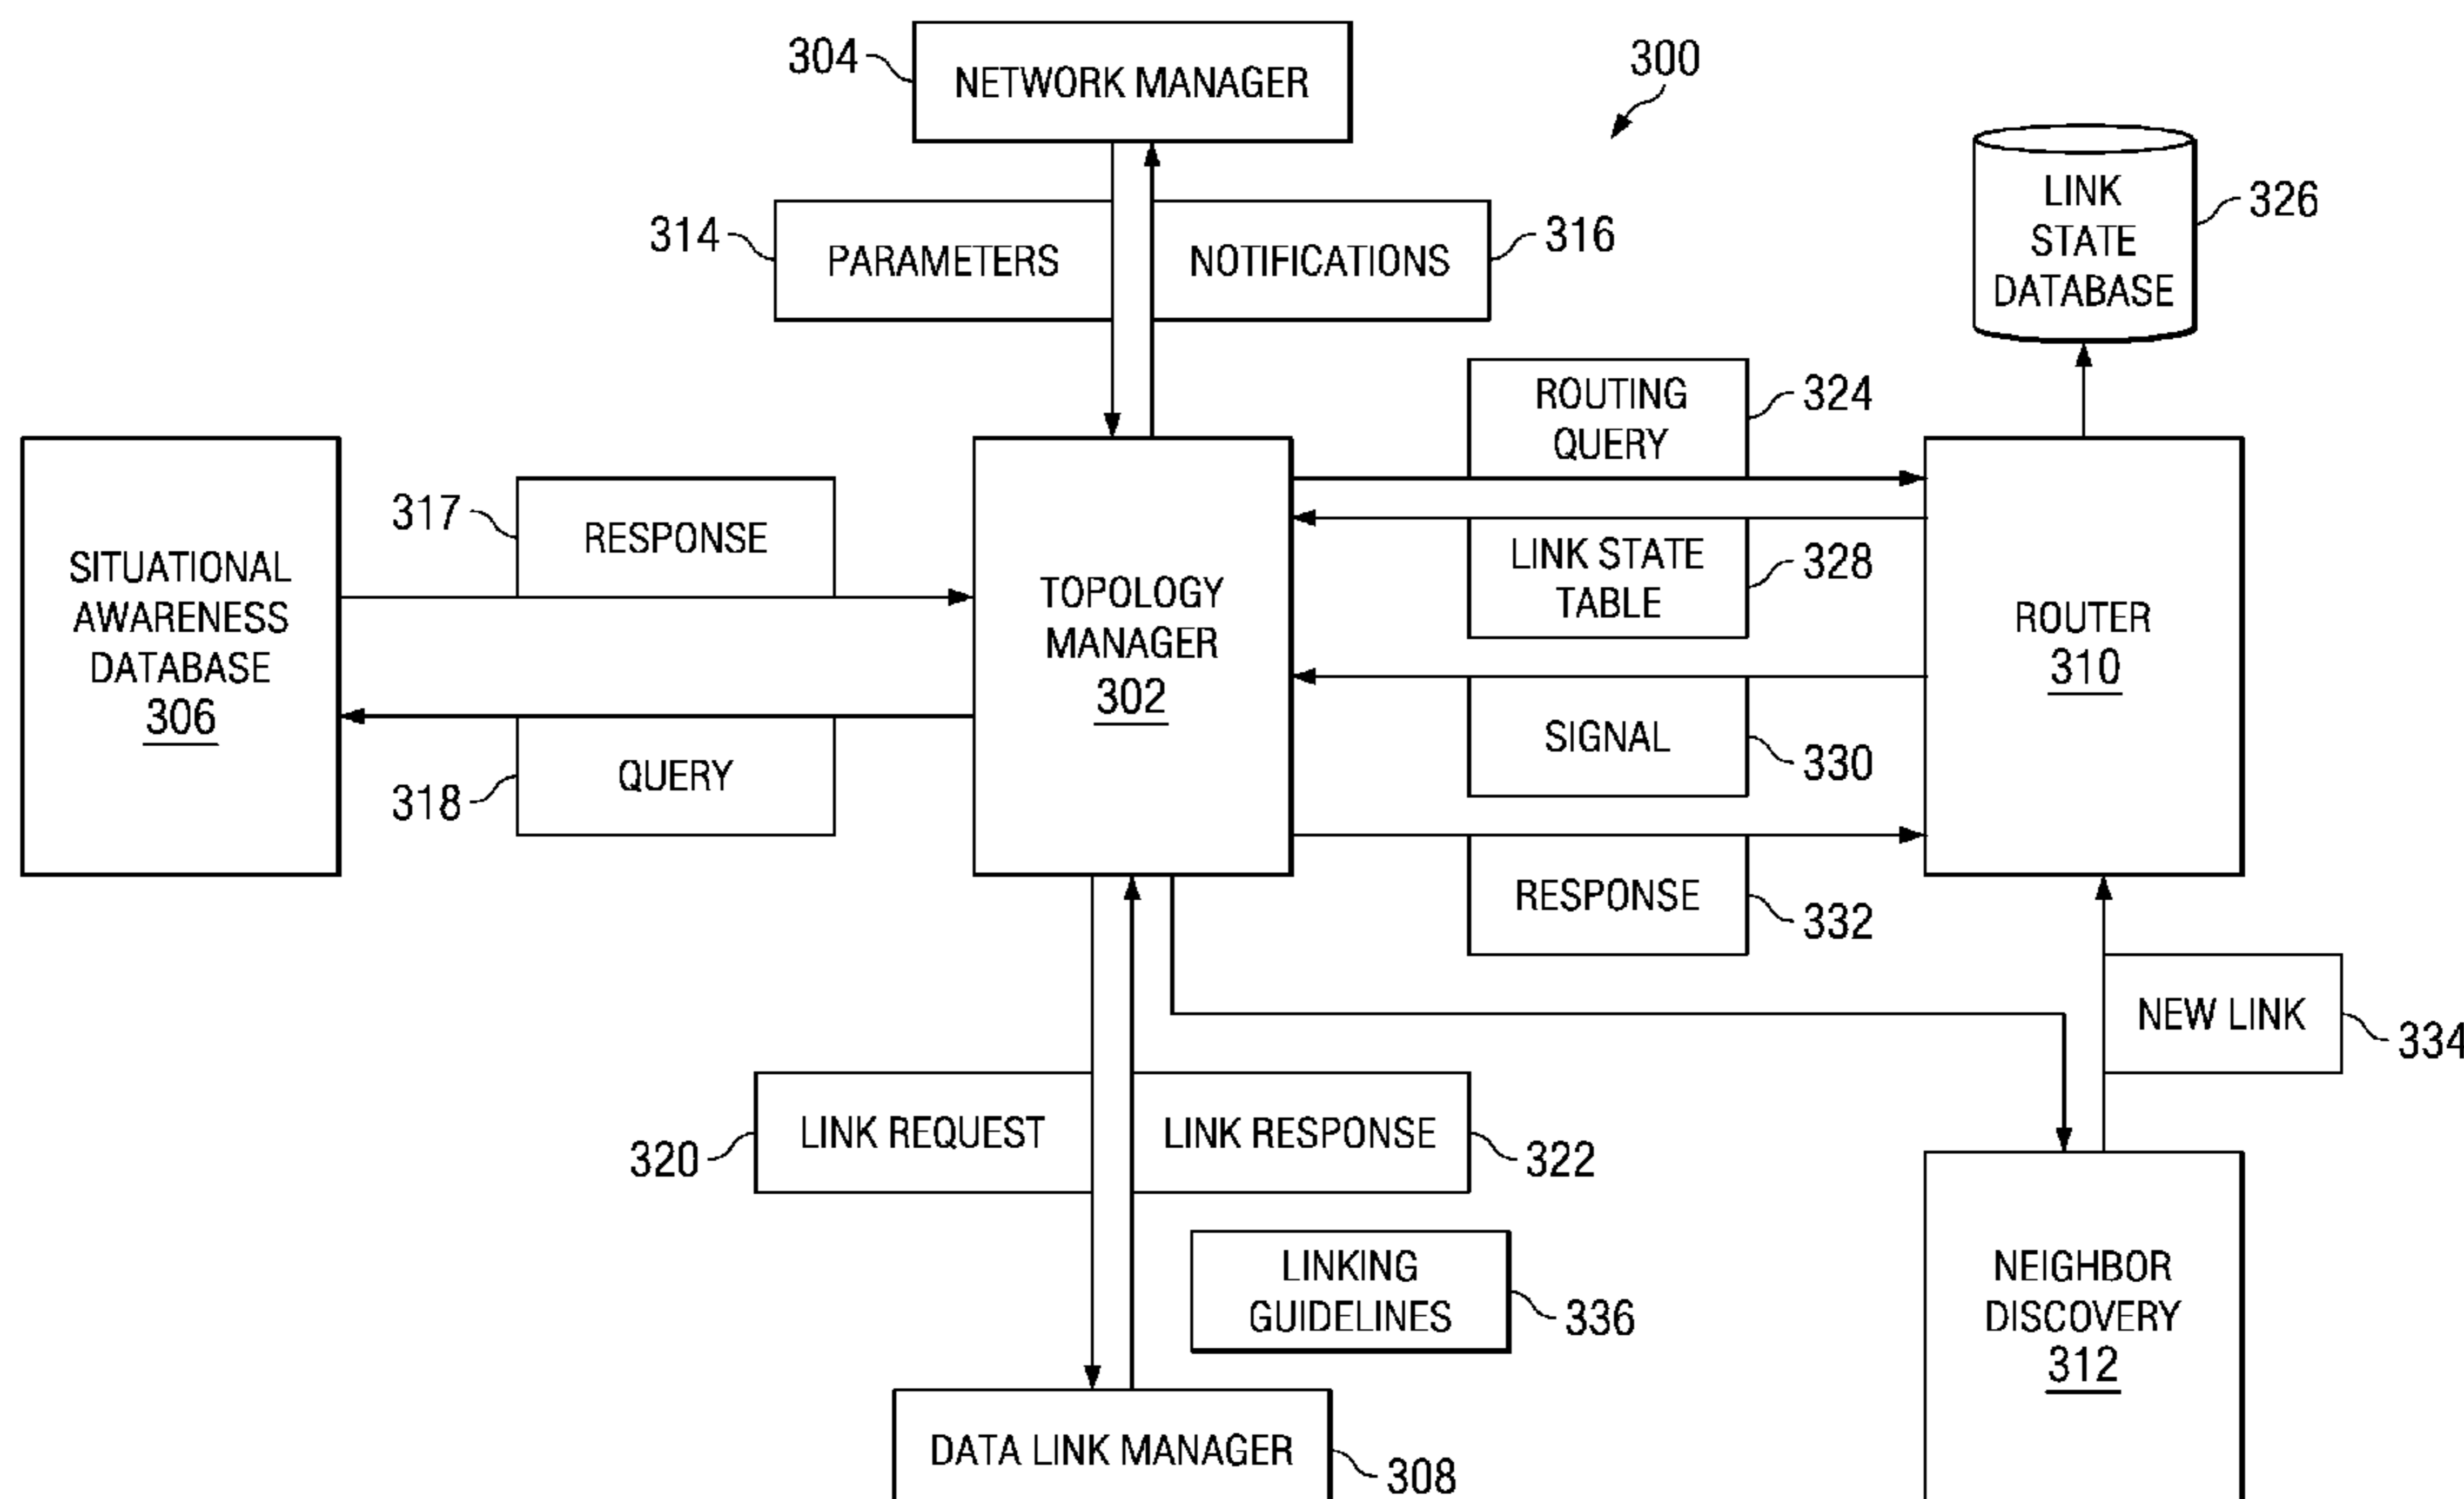 304
NETWORK MANAGER
300
314
PARAMETERS
NOTIFICATIONS
316
LINK
STATE
DATABASE
326
SITUATIONAL
AWARENESS
DATABASE
306
317
RESPONSE
318
QUERY
TOPOLOGY
MANAGER
302
ROUTING
QUERY
324
LINK STATE
TABLE
328
SIGNAL
330
RESPONSE
332
ROUTER
310
NEW LINK
334
320
LINK REQUEST
LINK RESPONSE
322
LINKING
GUIDELINES
336
NEIGHBOR
DISCOVERY
312
DATA LINK MANAGER
308